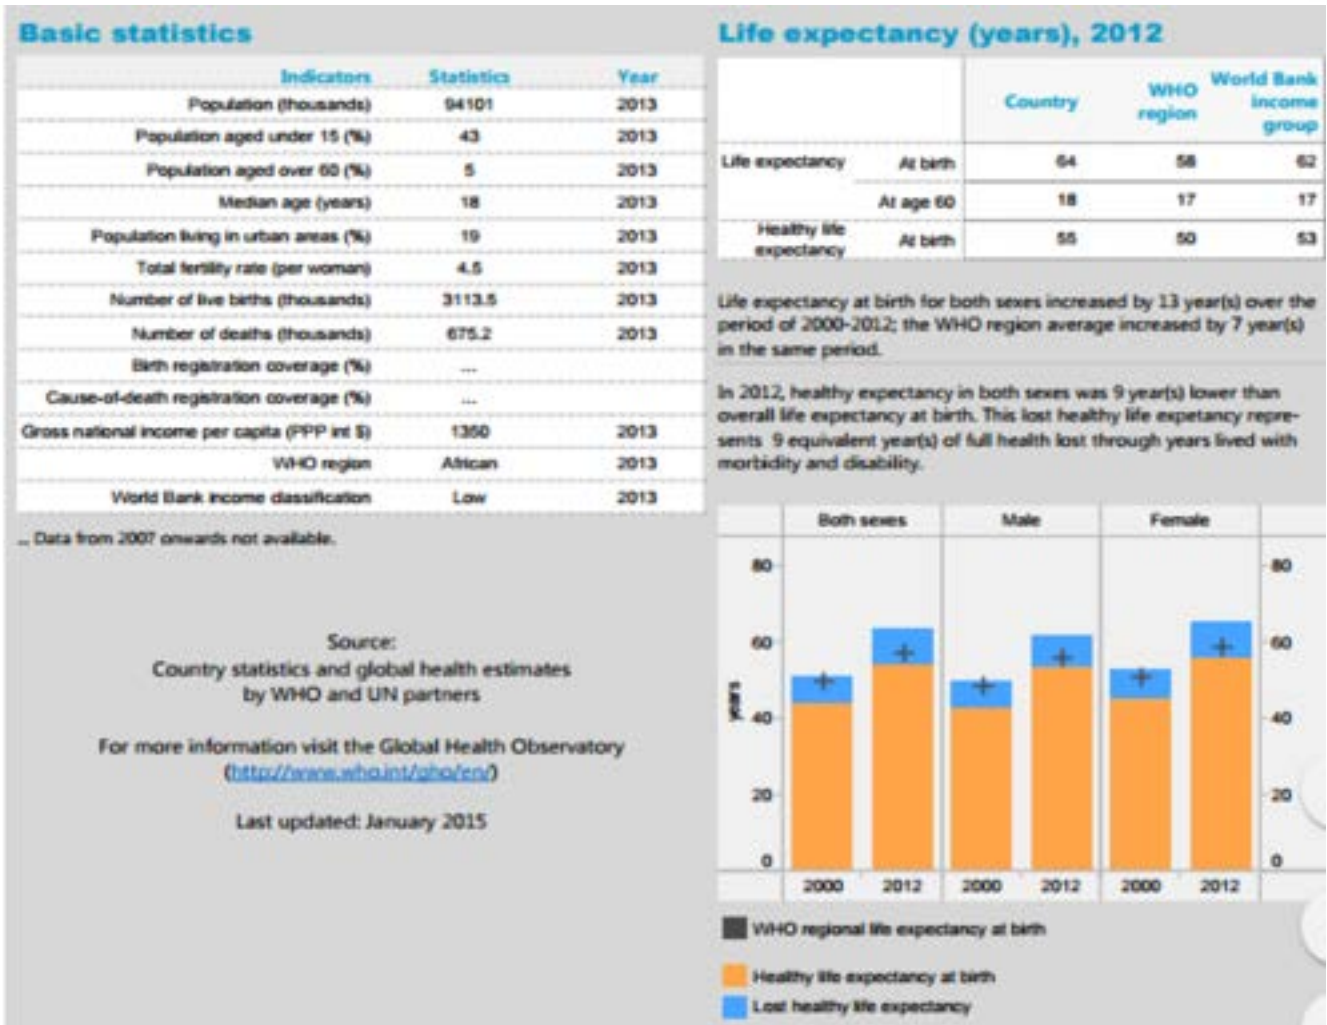 Basic statistics
Indicators Statistics Year
Population (thousands) 94101 2013
Population aged under 15 (%) 43 2013
Population aged over 60 (%) 5 2013
Median age (years) 18 2013
Population living in urban areas (%) 19 2013
Total fertility rate (per woman) 4.5 2013
Number of live births (thousands) 3113.5 2013
Number of deaths (thousands) 675.2 2013
Birth registration coverage (%) ...
Cause-of-death registration coverage (%) ...
Gross national income per capita (PPP int $) 1350 2013
WHO region African 2013
World Bank income classification Low 2013
... Data from 2007 onwards not available.
Source:
Country statistics and global health estimates
by WHO and UN partners
For more information visit the Global Health Observatory
(http://www.who.int/gho/en/)
Last updated: January 2015
Life expectancy (years), 2012
Country WHO region World Bank income group
Life expectancy At birth 64 58 62
At age 60 18 17 17
Healthy life expectancy At birth 55 50 53
Life expectancy at birth for both sexes increased by 13 year(s) over the
period of 2000-2012; the WHO region average increased by 7 year(s)
in the same period.
In 2012, healthy expectancy in both sexes was 9 year(s) lower than
overall life expectancy at birth. This lost healthy life expetancy repre-
sents 9 equivalent year(s) of full health lost through years lived with
morbidity and disability.
Both sexes Male Female
80 80
60 60
years
40 40
20 20
0 0
2000 2012 2000 2012 2000 2012
WHO regional life expectancy at birth
Healthy life expectancy at birth
Lost healthy life expectancy